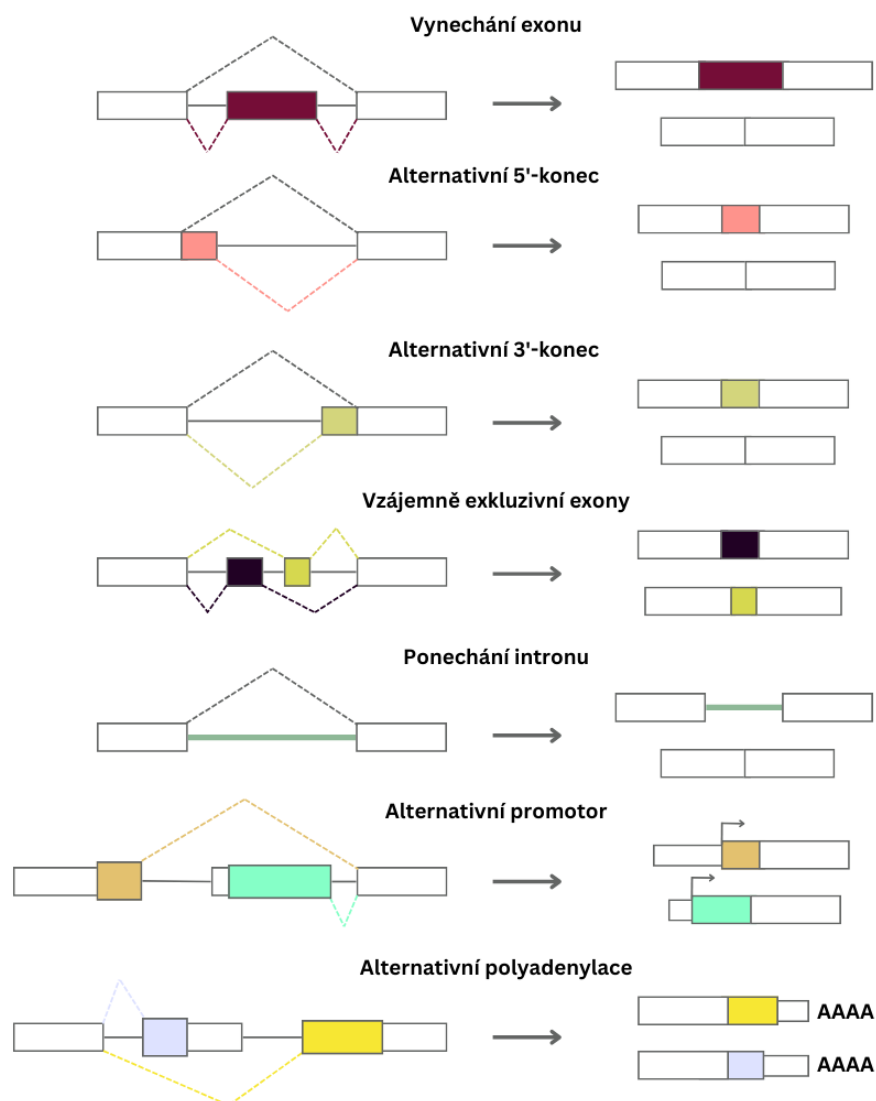 Vynechání exonu
Alternativní 5'-konec
Alternativní 3'-konec
Vzájemně exkluzivní exony
Ponechání intronu
Alternativní promotor
Alternativní polyadenylace
AAAA
AAAA